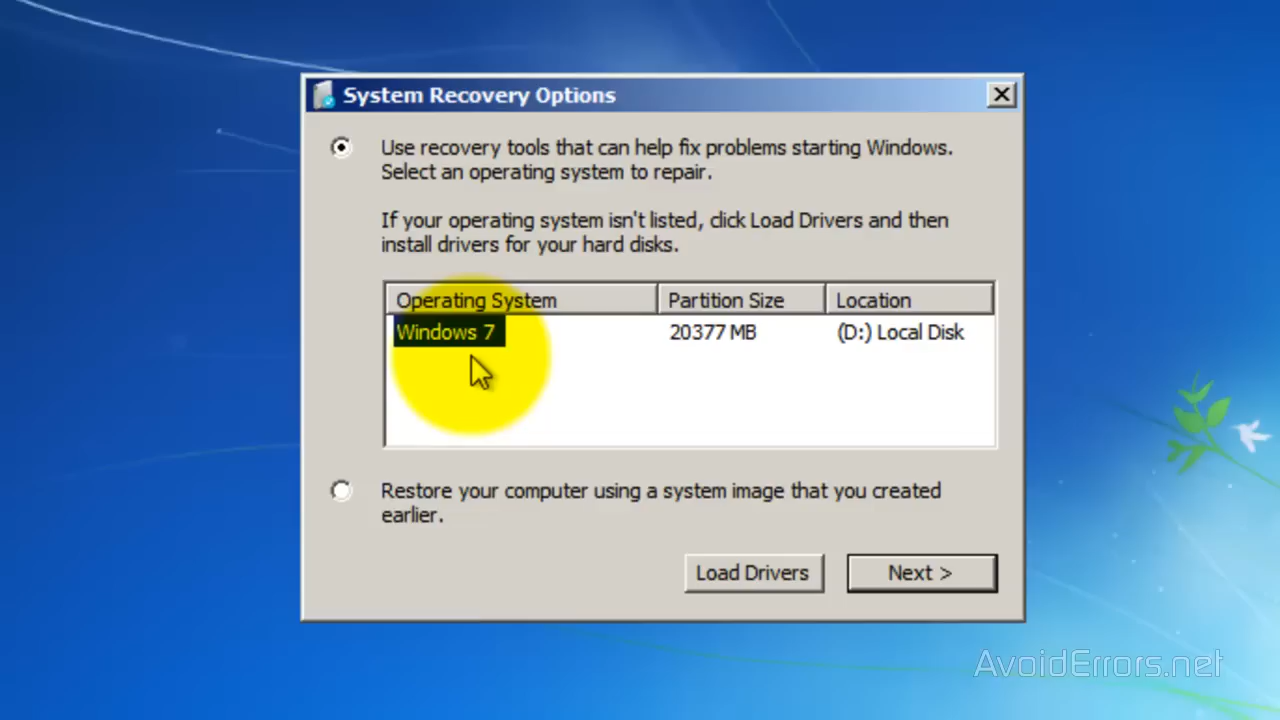 System Recovery Options
Use recovery tools that can help fix problems starting Windows.
Select an operating system to repair.
If your operating system isn't listed, click Load Drivers and then
install drivers for your hard disks.
Operating System Partition Size Location
Windows 7 20377 MB (D:) Local Disk
Restore your computer using a system image that you created
earlier.
Load Drivers Next >
AvoidErrors.net